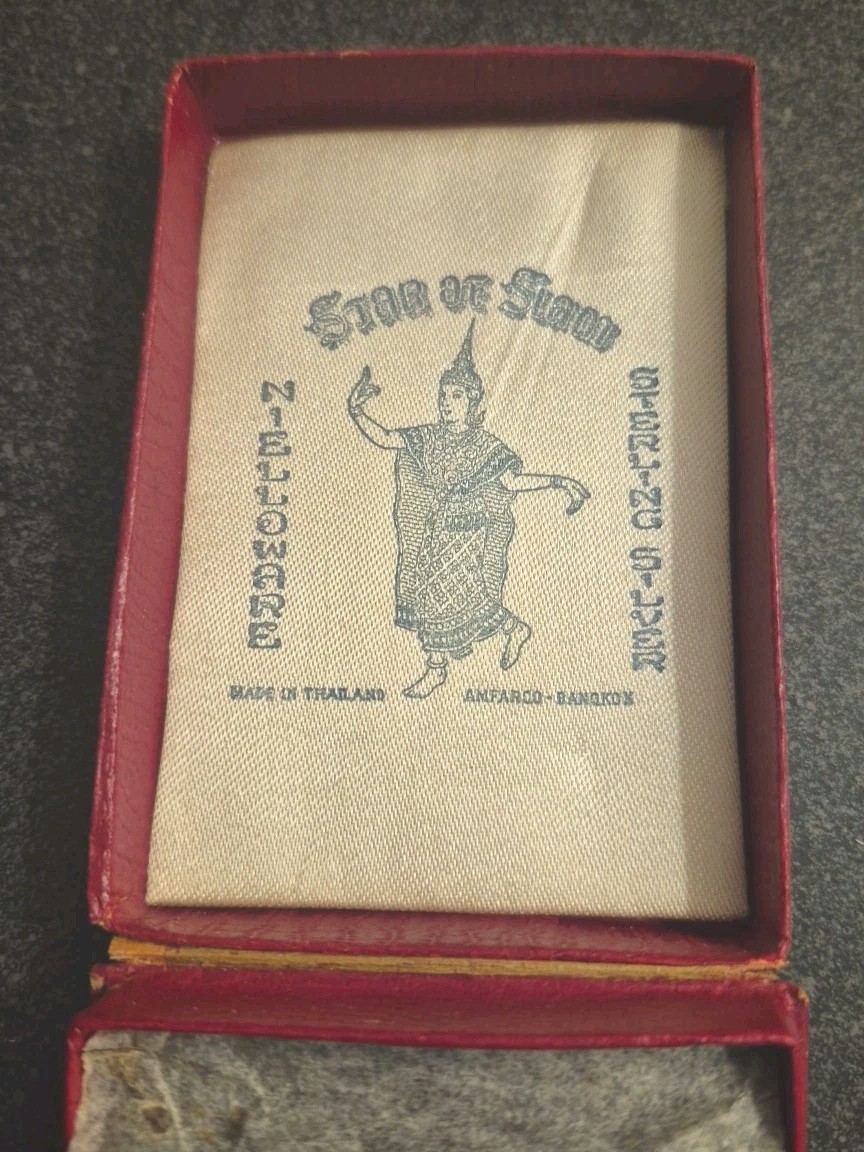 Star of Siam
NIELLOWARE
STERLING SILVER
MADE IN THAILAND
AMFARCO - BANGKOK